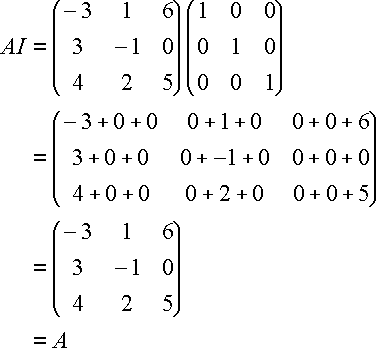 AI = (−3 1 6) (1 0 0)
(3 −1 0) (0 1 0)
(4 2 5) (0 0 1)
= (−3+0+0 0+1+0 0+0+6)
(3+0+0 0+−1+0 0+0+0)
(4+0+0 0+2+0 0+0+5)
= (−3 1 6)
(3 −1 0)
(4 2 5)
= A